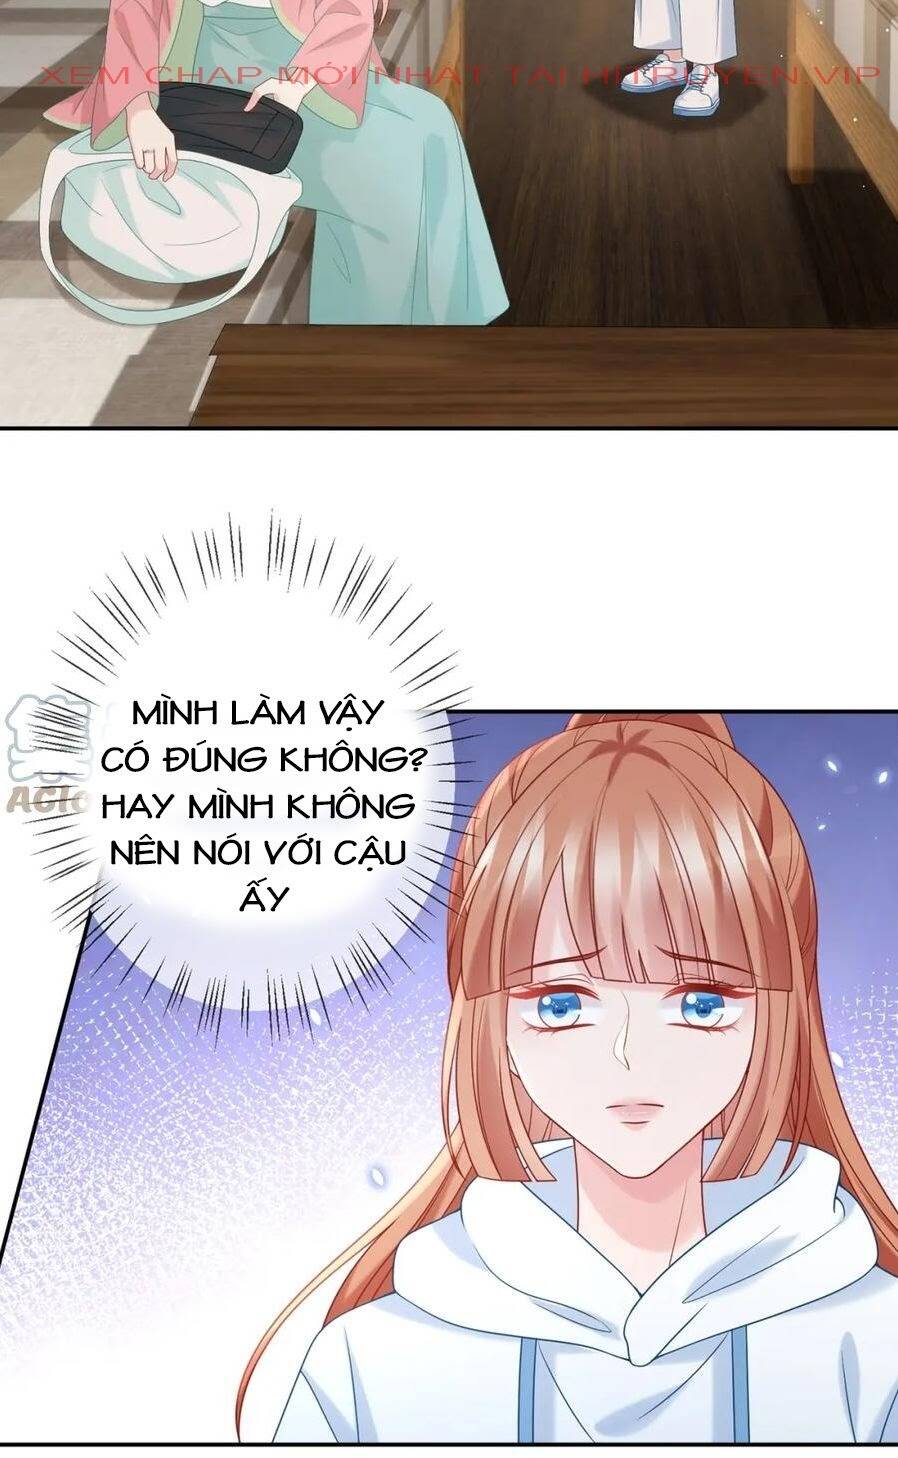 XEM CHAP MỚI NHẤT TẠI HITRUYEN.VIP
MÌNH LÀM VẬY
CÓ ĐÚNG KHÔNG?
HAY MÌNH KHÔNG
NÊN NÓI VỚI CẬU
ẤY